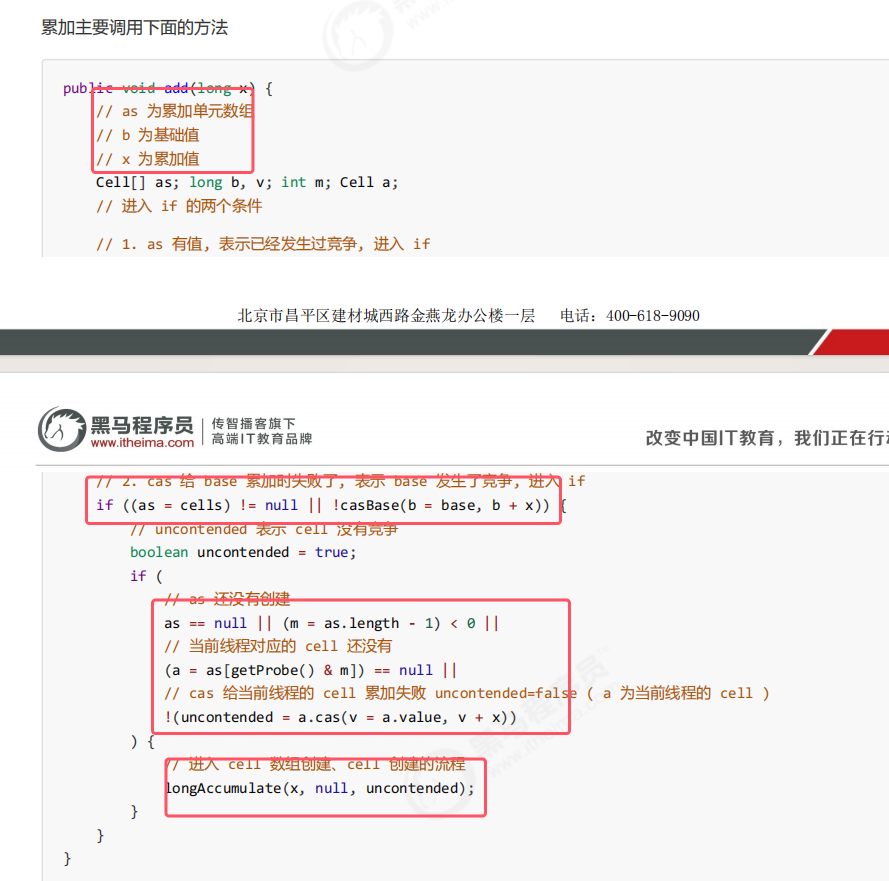 累加主要调用下面的方法
public void add(long x) {
// as 为累加单元数组
// b 为基础值
// x 为累加值
Cell[] as; long b, v; int m; Cell a;
// 进入 if 的两个条件
// 1. as 有值, 表示已经发生过竞争, 进入 if
北京市昌平区建材城西路金燕龙办公楼一层 电话：400-618-9090
黑马程序员
www.itheima.com
传智播客旗下
高端IT教育品牌
改变中国IT教育，我们正在行动
// 2. cas 给 base 累加时失败了, 表示 base 发生了竞争, 进入 if
if ((as = cells) != null || !casBase(b = base, b + x)) {
// uncontended 表示 cell 没有竞争
boolean uncontended = true;
if (
// as 还没有创建
as == null || (m = as.length - 1) < 0 ||
// 当前线程对应的 cell 还没有
(a = as[getProbe() & m]) == null ||
// cas 给当前线程的 cell 累加失败 uncontended=false ( a 为当前线程的 cell )
!(uncontended = a.cas(v = a.value, v + x))
) {
// 进入 cell 数组创建、cell 创建的流程
longAccumulate(x, null, uncontended);
}
}
}